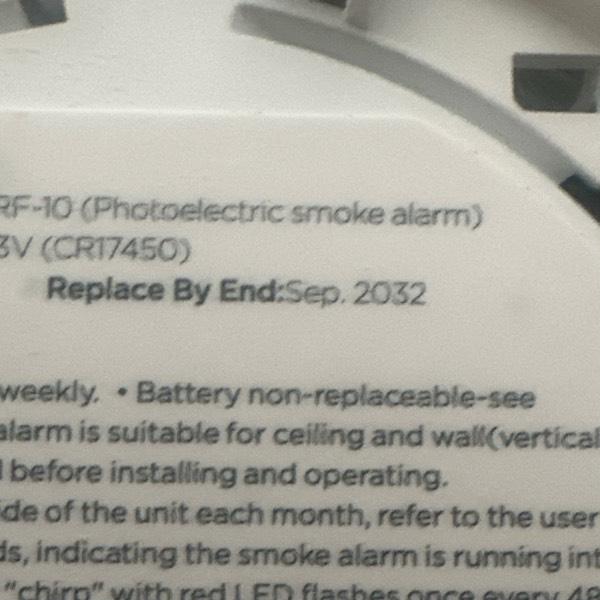 RF-10 (Photoelectric smoke alarm)
3V (CR17450)
Replace By End:Sep. 2032
weekly. • Battery non-replaceable-see
alarm is suitable for ceiling and wall(vertical
before installing and operating.
ide of the unit each month, refer to the user
ds, indicating the smoke alarm is running int
"chirp" with red LED flashes once every 48